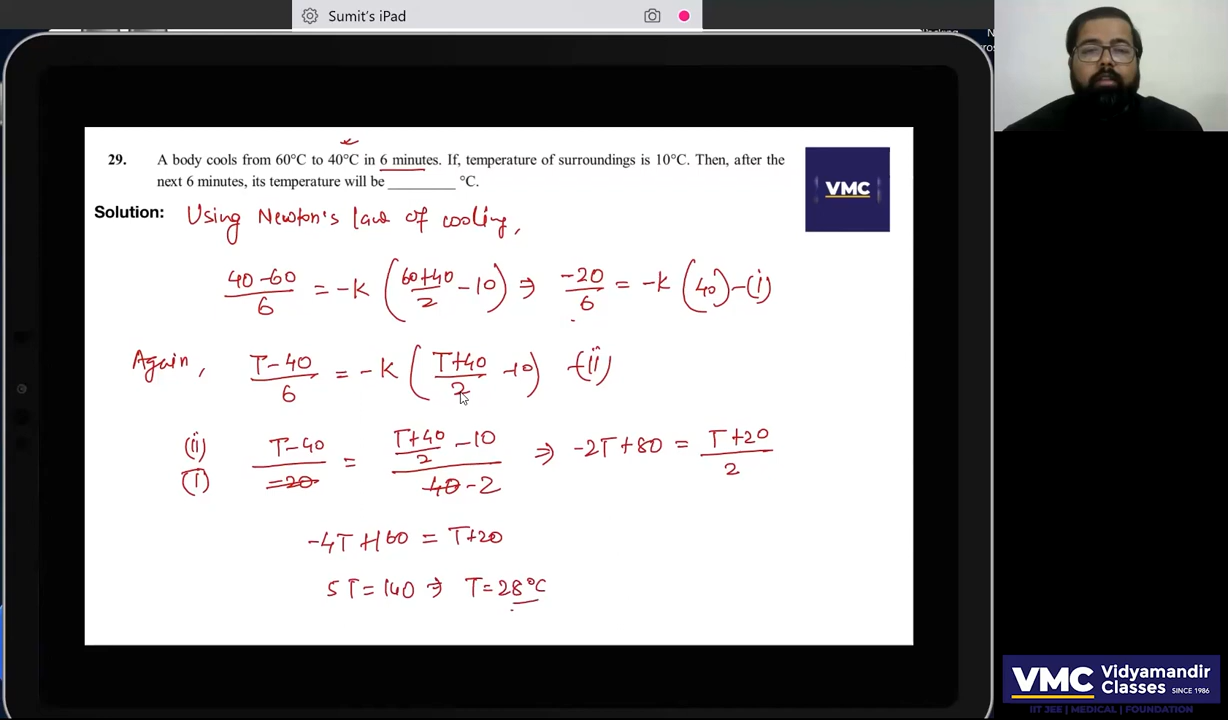 Sumit's iPad
29. A body cools from 60°C to 40°C in 6 minutes. If, temperature of surroundings is 10°C. Then, after the
next 6 minutes, its temperature will be ________ °C.
VMC
Solution: Using Newton's law of cooling,
(40-60)/6 = -K ((60+40)/2 - 10) ⇒ -20/6 = -K (40) -(i)
Again, (T-40)/6 = -K ((T+40)/2 - 10) -(ii)
(ii)/(i) (T-40)/-20 = ((T+40)/2 - 10)/40 -2 ⇒ -2T+80 = (T+20)/2
-4T+160 = T+20
5T = 140 ⇒ T = 28°C
VMC Vidyamandir Classes SINCE 1986
IIT JEE | MEDICAL | FOUNDATION